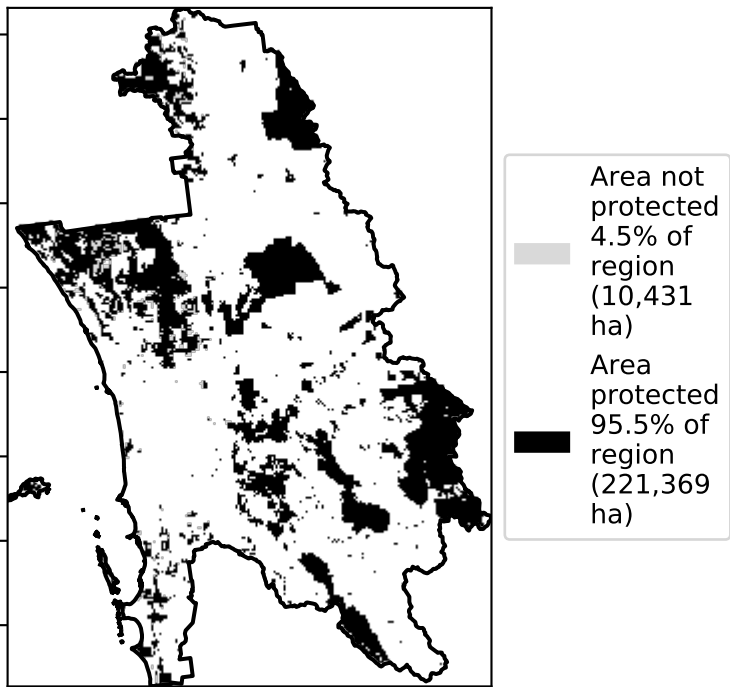 Area not
protected
4.5% of
region
(10,431
ha)
Area
protected
95.5% of
region
(221,369
ha)